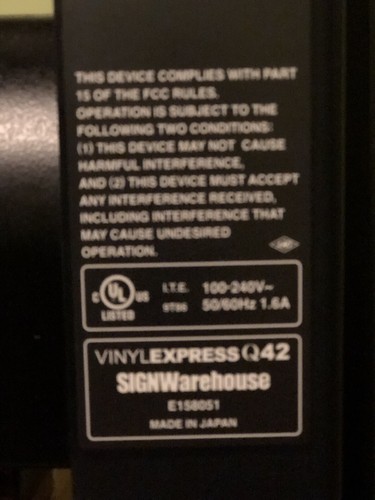 THIS DEVICE COMPLIES WITH PART
15 OF THE FCC RULES.
OPERATION IS SUBJECT TO THE
FOLLOWING TWO CONDITIONS:
(1) THIS DEVICE MAY NOT CAUSE
HARMFUL INTERFERENCE,
AND (2) THIS DEVICE MUST ACCEPT
ANY INTERFERENCE RECEIVED,
INCLUDING INTERFERENCE THAT
MAY CAUSE UNDESIRED
OPERATION.
C UL US I.T.E. 100-240V~
LISTED 50/60Hz 1.6A
VINYLEXPRESS Q42
SIGNWarehouse
E158051
MADE IN JAPAN